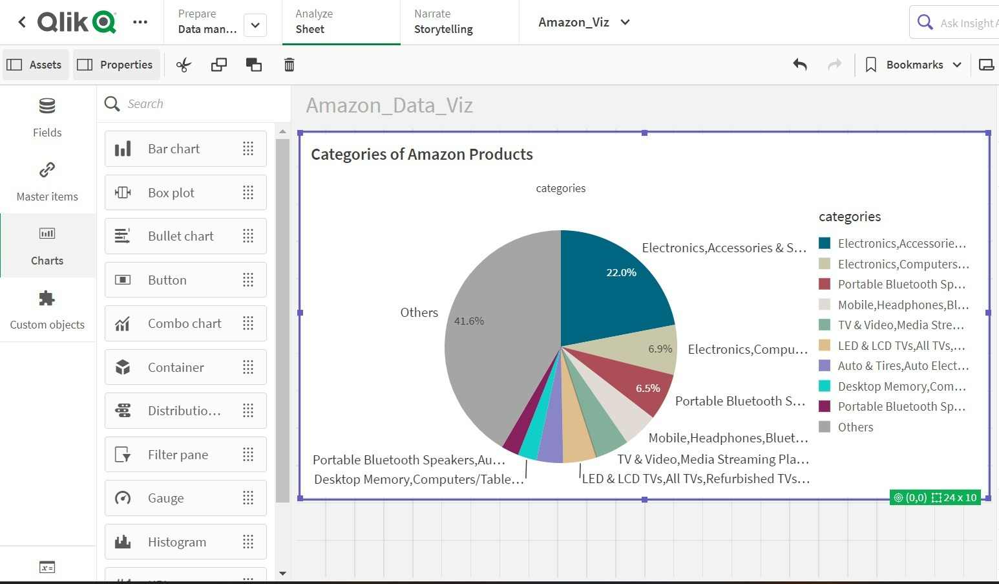 Qlik
Prepare
Data man...
Analyze
Sheet
Narrate
Storytelling
Amazon_Viz
Ask Insight A
Assets
Properties
Bookmarks
Fields
Master items
Charts
Custom objects
Search
Bar chart
Box plot
Bullet chart
Button
Combo chart
Container
Distributio...
Filter pane
Gauge
Histogram
Amazon_Data_Viz
Categories of Amazon Products
categories
Electronics,Accessories & S...
22.0%
Others
41.6%
6.9%
Electronics,Compu...
6.5%
Portable Bluetooth S...
Mobile,Headphones,Bluet...
Portable Bluetooth Speakers,Au...
TV & Video,Media Streaming Pla...
Desktop Memory,Computers/Table...
LED & LCD TVs,All TVs,Refurbished TVs...
categories
Electronics,Accessorie...
Electronics,Computers...
Portable Bluetooth Sp...
Mobile,Headphones,Bl...
TV & Video,Media Stre...
LED & LCD TVs,All TVs,...
Auto & Tires,Auto Elect...
Desktop Memory,Com...
Portable Bluetooth Sp...
Others
(0,0) 24 x 10
x=